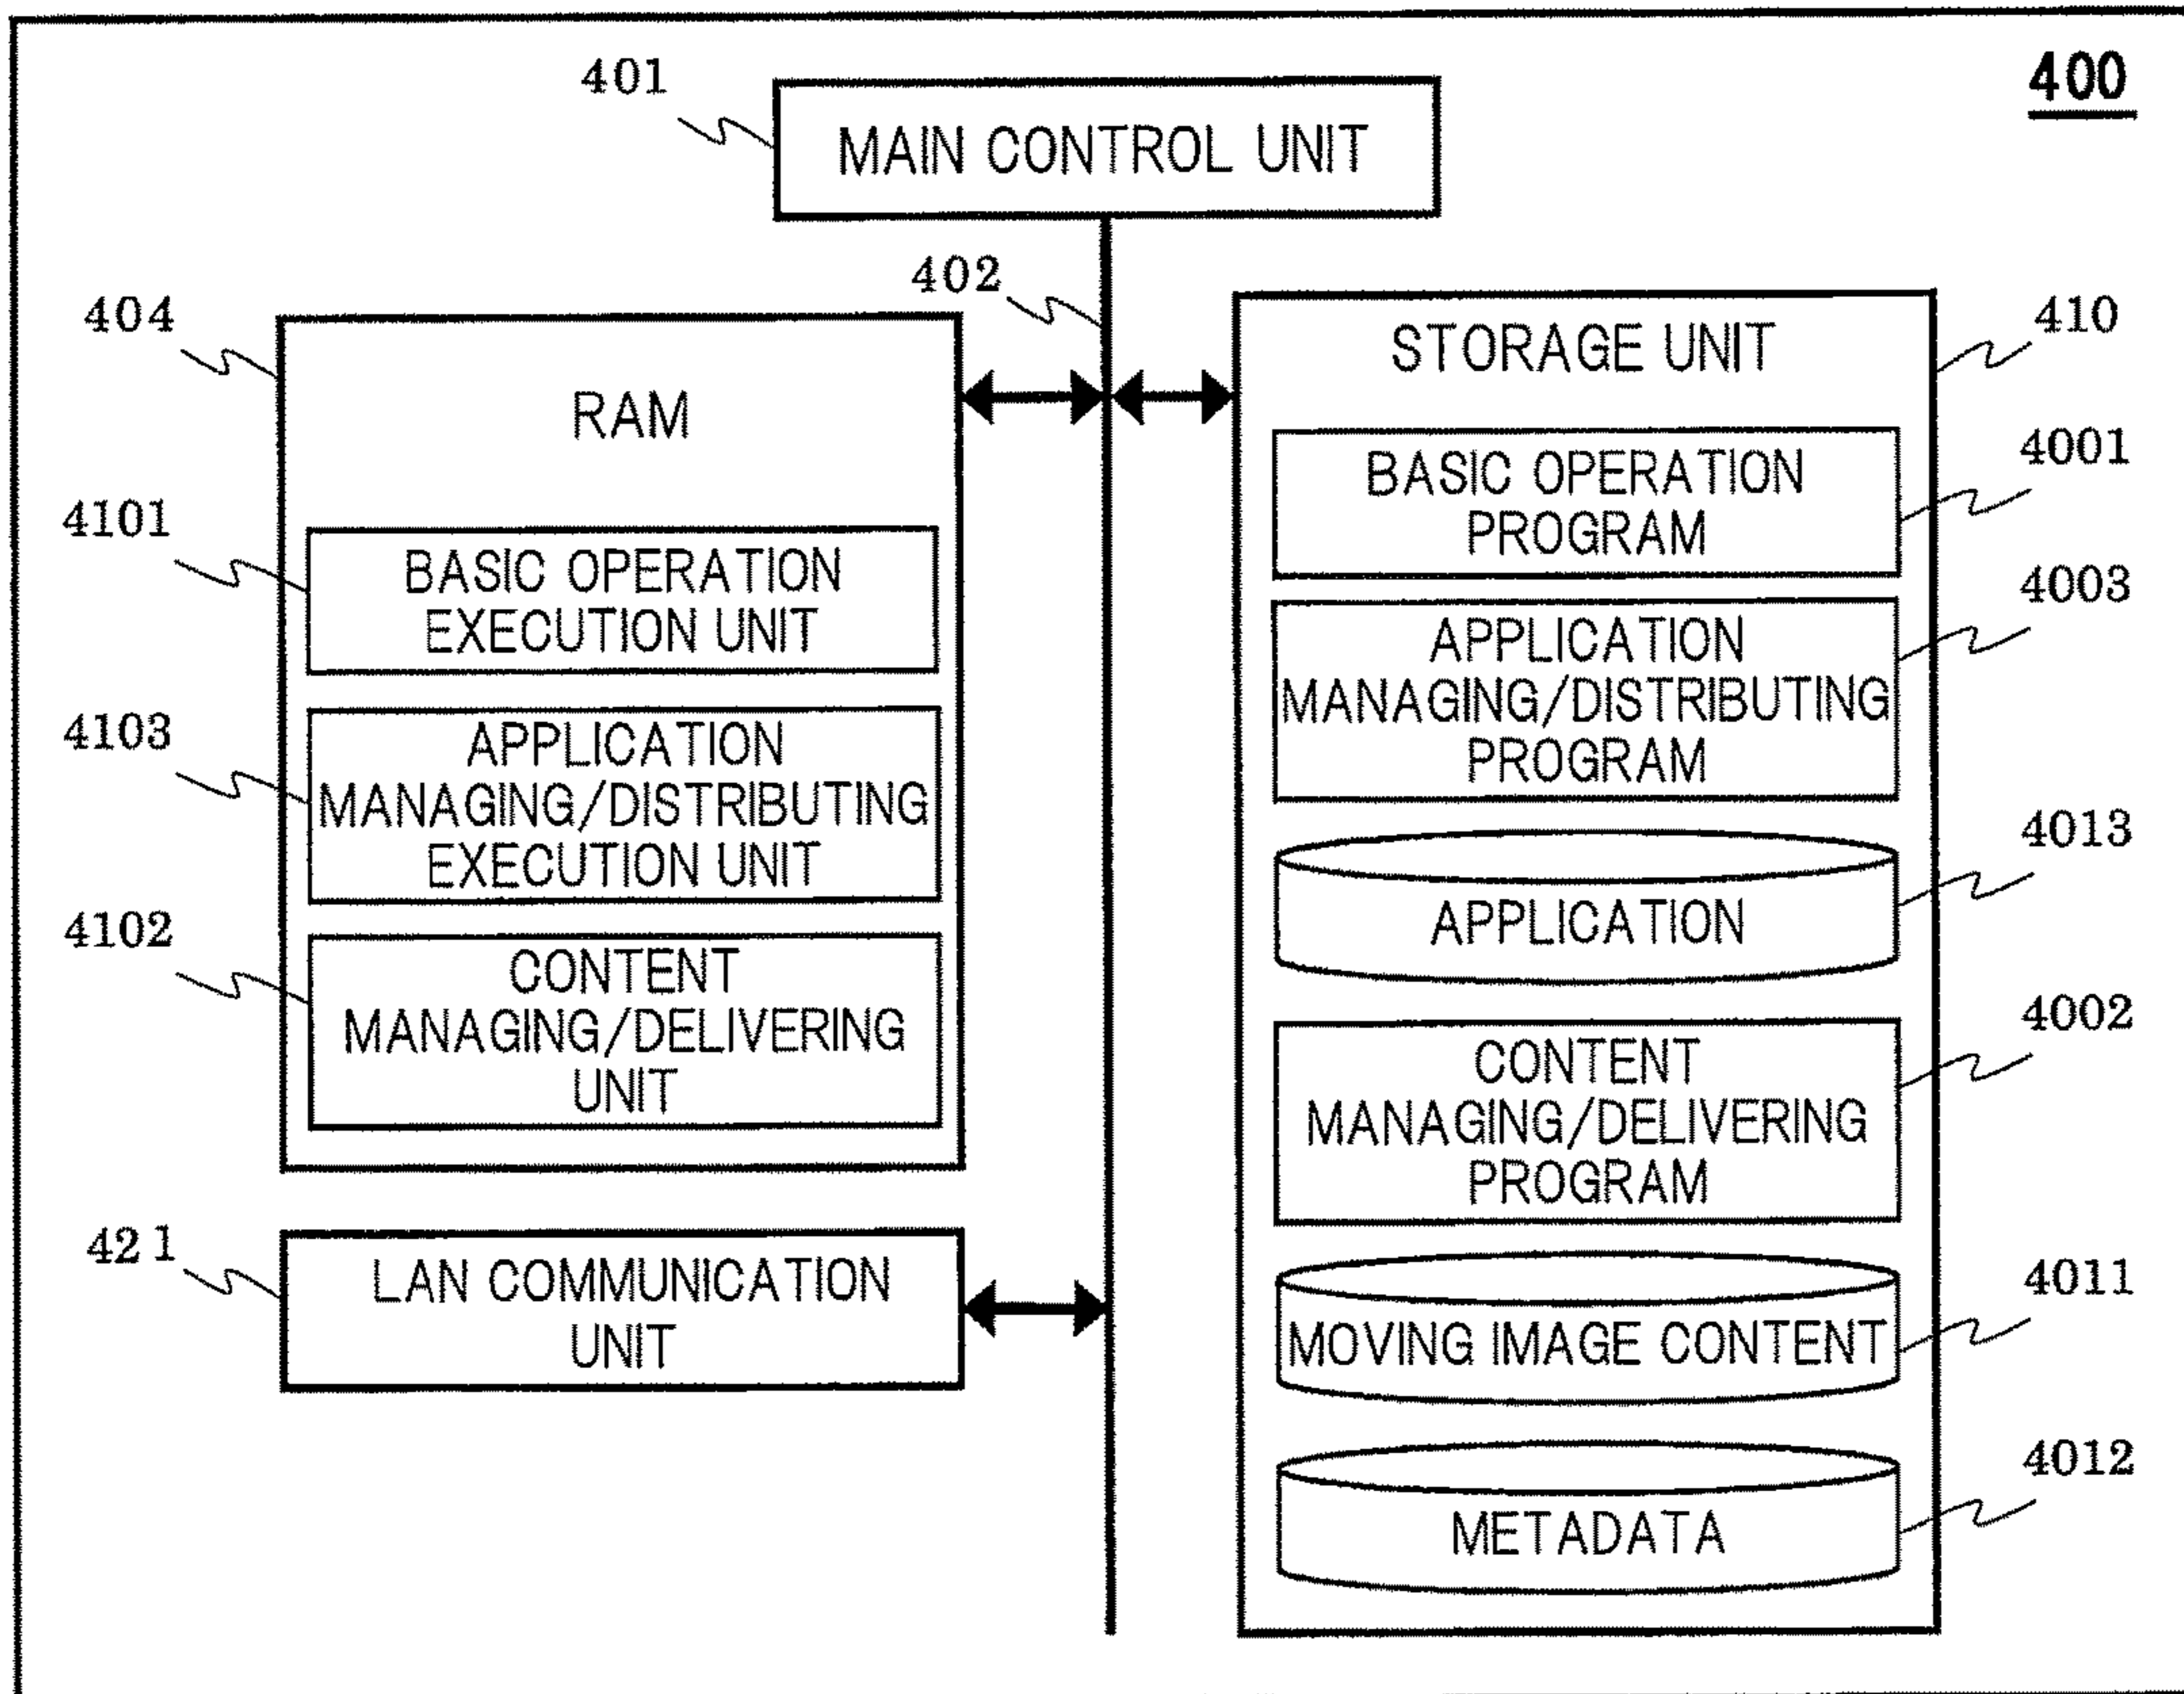 400
401
MAIN CONTROL UNIT
402
404
RAM
4101
BASIC OPERATION
EXECUTION UNIT
4103
APPLICATION
MANAGING/DISTRIBUTING
EXECUTION UNIT
4102
CONTENT
MANAGING/DELIVERING
UNIT
421
LAN COMMUNICATION
UNIT
STORAGE UNIT
410
BASIC OPERATION
PROGRAM
4001
APPLICATION
MANAGING/DISTRIBUTING
PROGRAM
4003
APPLICATION
4013
CONTENT
MANAGING/DELIVERING
PROGRAM
4002
MOVING IMAGE CONTENT
4011
METADATA
4012